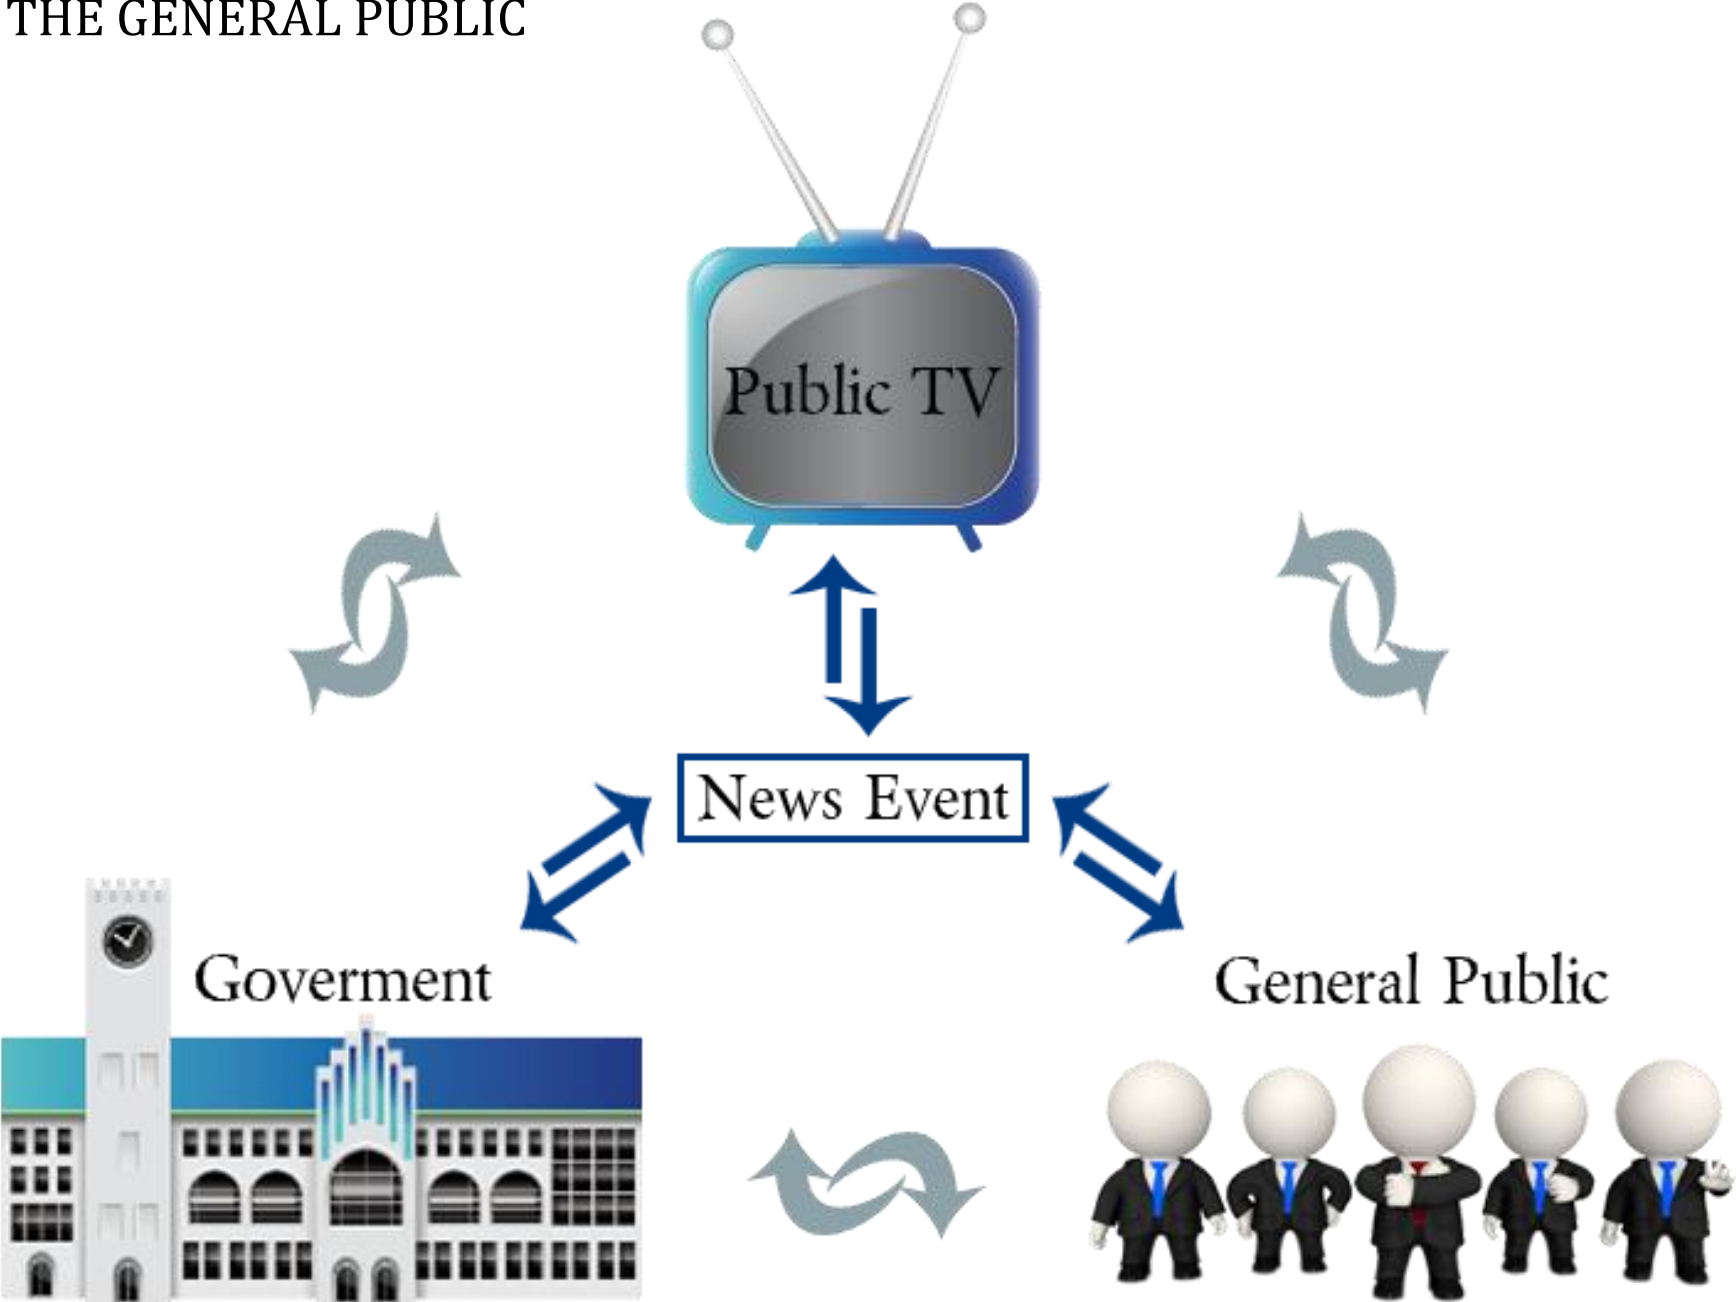 THE GENERAL PUBLIC
Public TV
News Event
Goverment
General Public